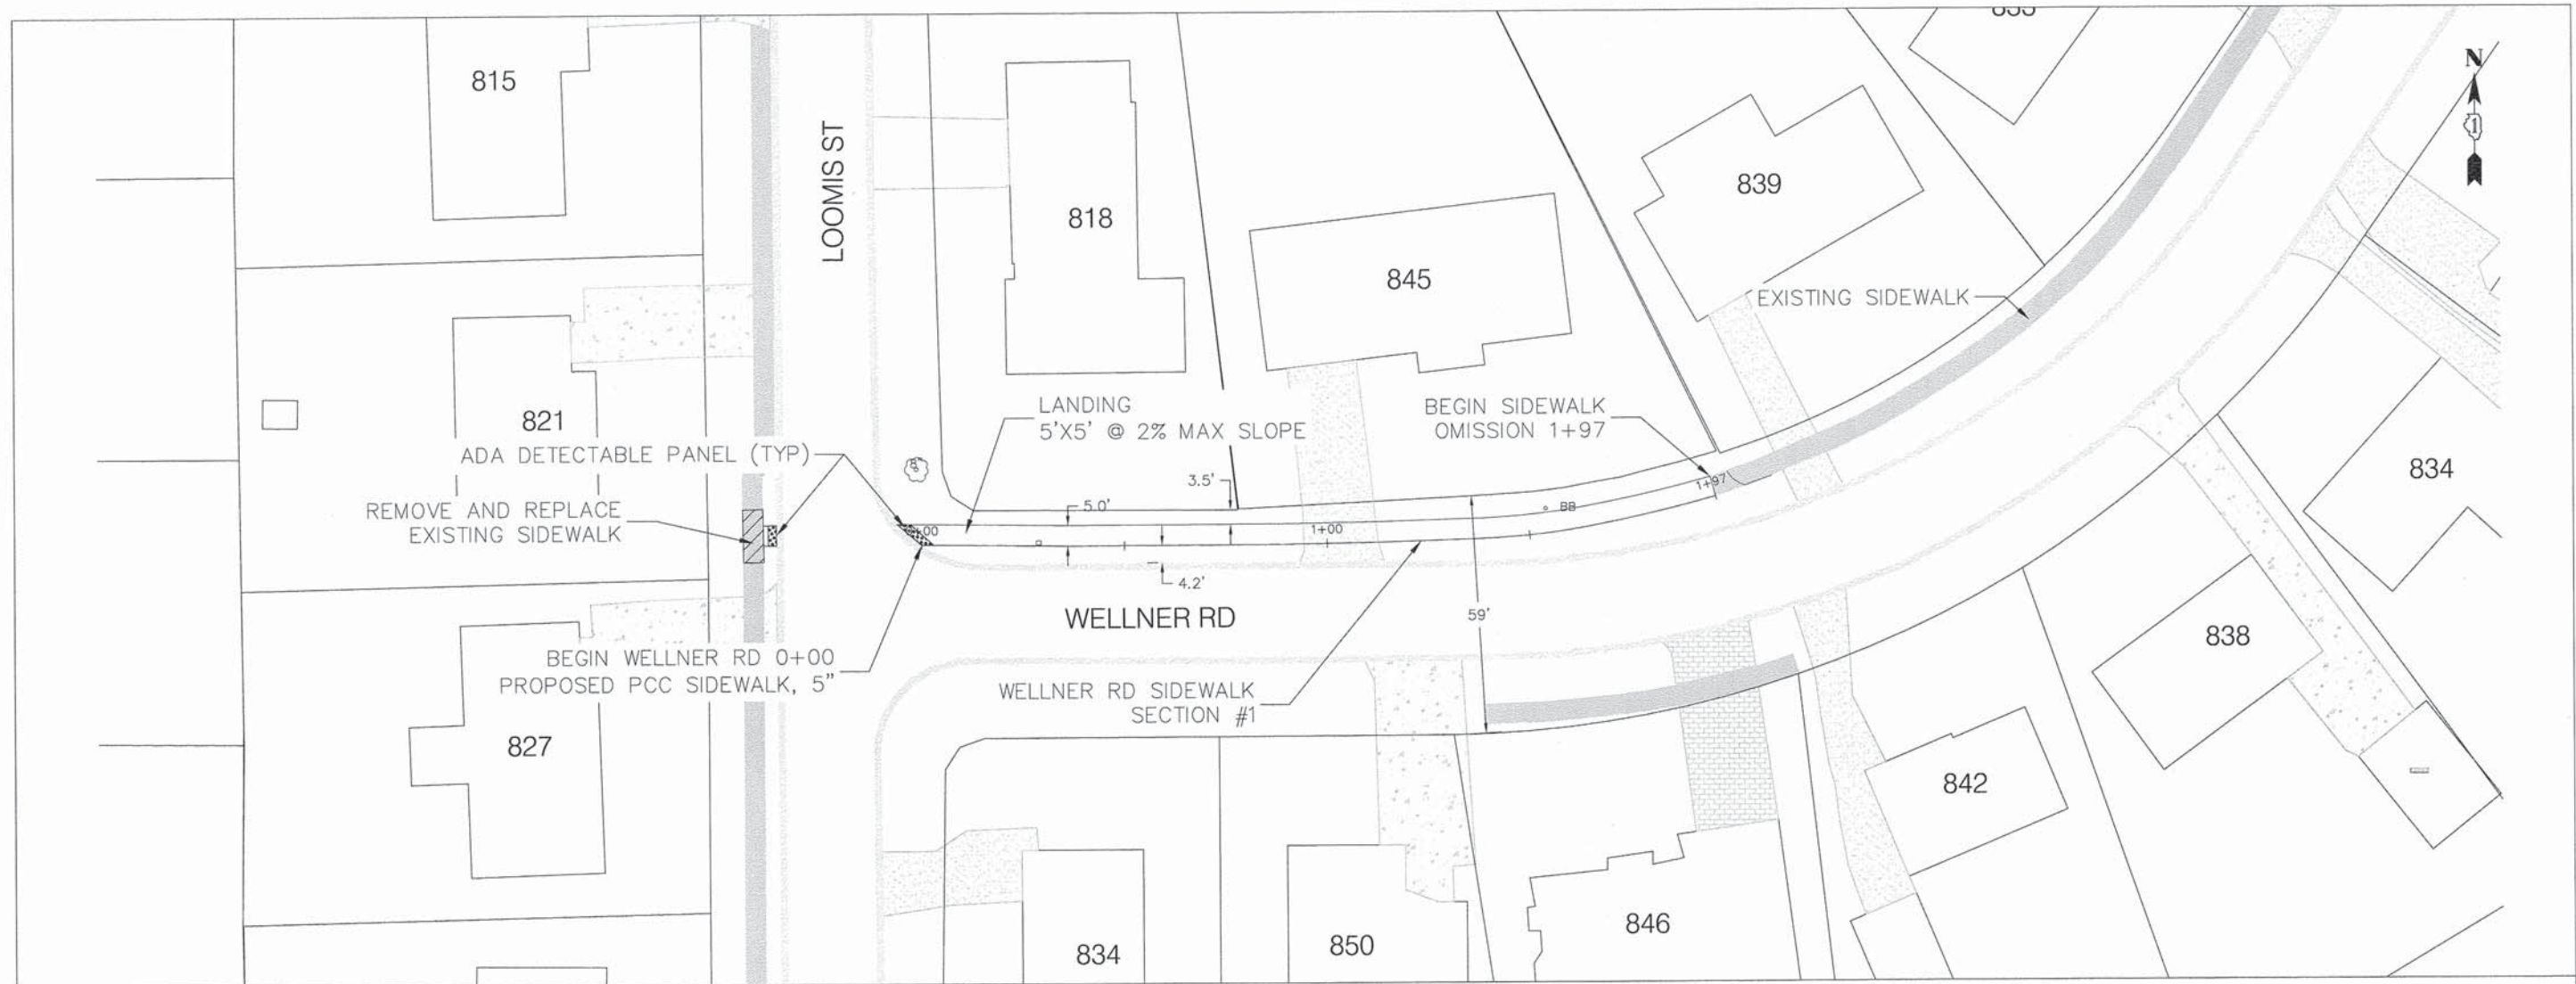 815
LOOMIS ST
818
845
839
N
1
EXISTING SIDEWALK
821
ADA DETECTABLE PANEL (TYP)
REMOVE AND REPLACE
EXISTING SIDEWALK
LANDING
5'X5' @ 2% MAX SLOPE
BEGIN SIDEWALK
OMISSION 1+97
3.5'
5.0'
1+00
BB
1+97
4.2'
59'
WELLNER RD
BEGIN WELLNER RD 0+00
PROPOSED PCC SIDEWALK, 5"
WELLNER RD SIDEWALK
SECTION #1
827
834
838
842
834
850
846